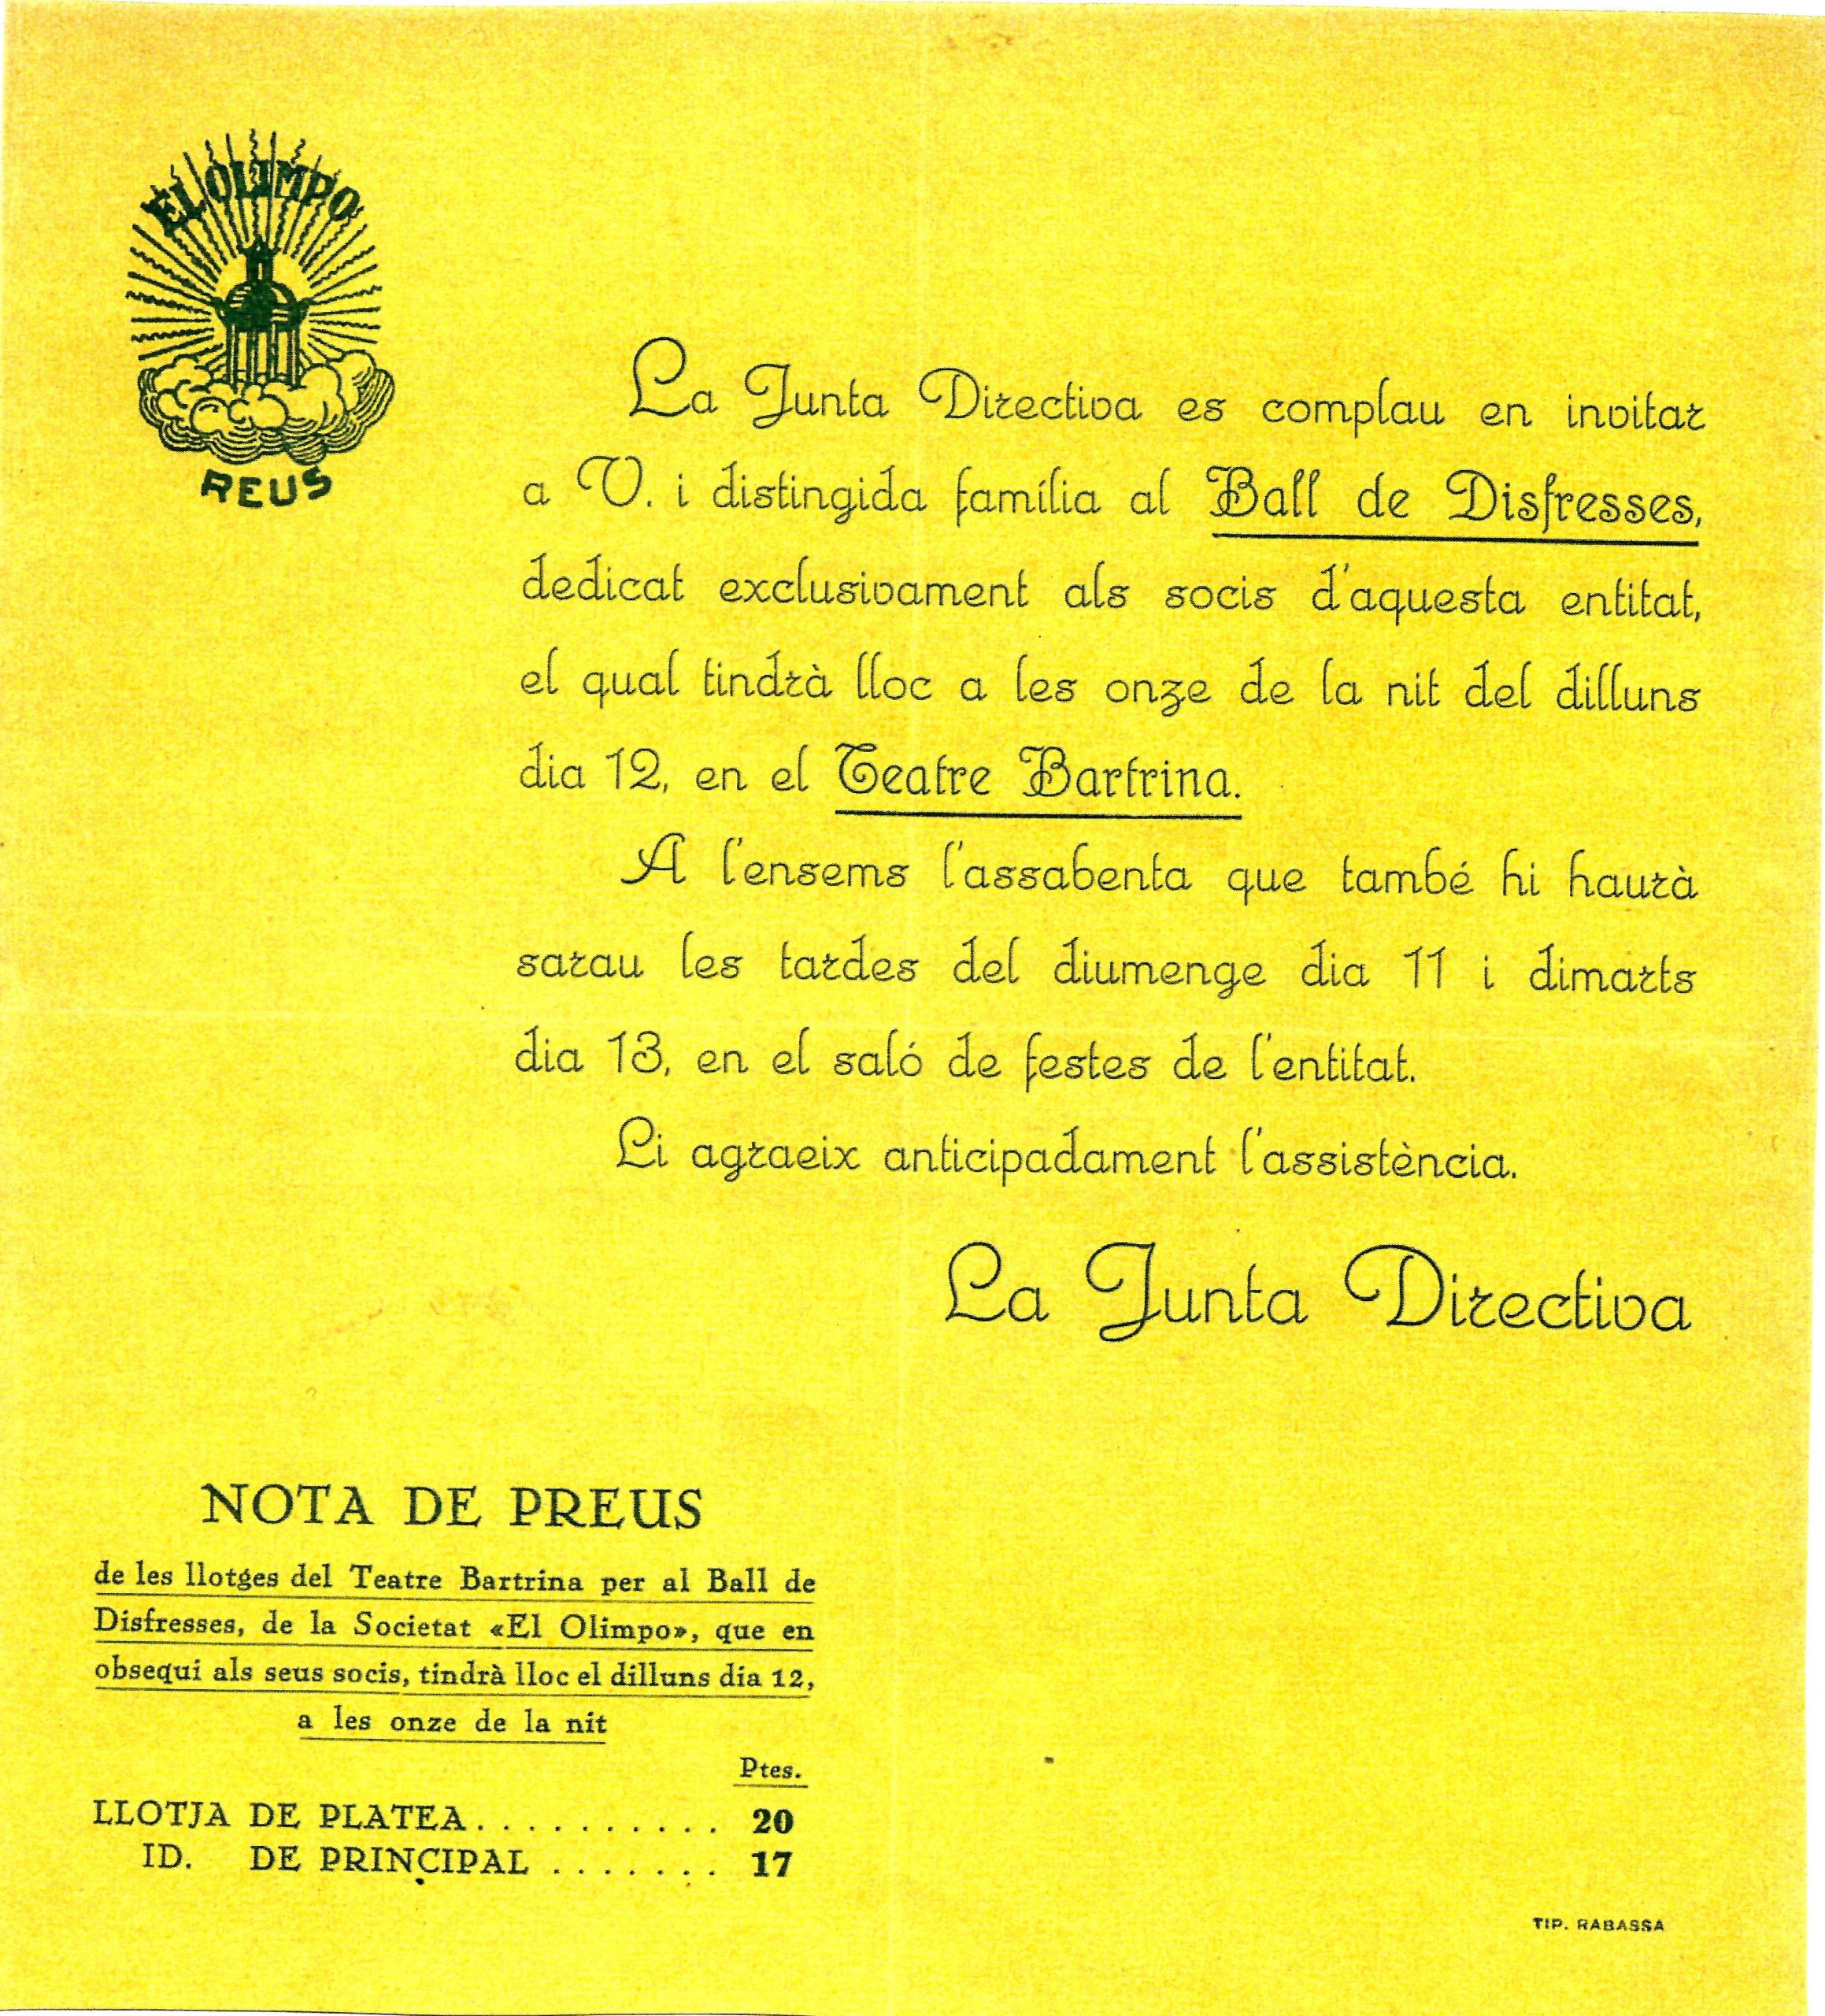 EL OLIMPO
REUS
La Junta Directiva es complau en invitar
a V. i distingida família al Ball de Disfresses,
dedicat exclusivament als socis d'aquesta entitat,
el qual tindrà lloc a les onze de la nit del dilluns
dia 12, en el Teatre Bartrina.
A l'ensems l'assabenta que també hi haurà
sarau les tardes del diumenge dia 11 i dimarts
dia 13, en el saló de festes de l'entitat.
Li agraeix anticipadament l'assistència.
La Junta Directiva
NOTA DE PREUS
de les llotges del Teatre Bartrina per al Ball de
Disfresses, de la Societat «El Olimpo», que en
obsequi als seus socis, tindrà lloc el dilluns dia 12,
a les onze de la nit
Ptes.
LLOTJA DE PLATEA. . . . . . . . . . . 20
ID. DE PRINCIPAL . . . . . . . 17
TIP. RABASSA